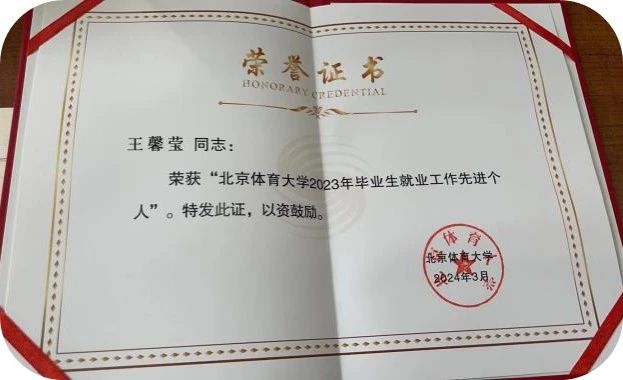 荣誉证书
HONORARY CREDENTIAL
王馨莹 同志：
荣获“北京体育大学2023年毕业生就业工作先进个
人”。特发此证，以资鼓励。
北京体育大学
2024年3月